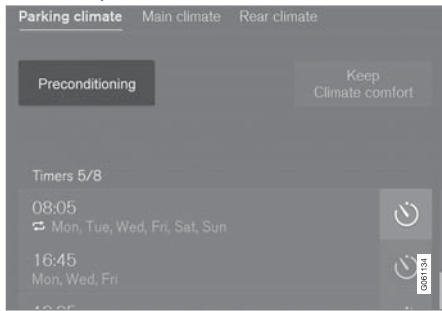 Parking climate Main climate Rear climate
Preconditioning
Keep
Climate comfort
Timers 5/8
08:05
Mon, Tue, Wed, Fri, Sat, Sun
16:45
Mon, Wed, Fri
G061134